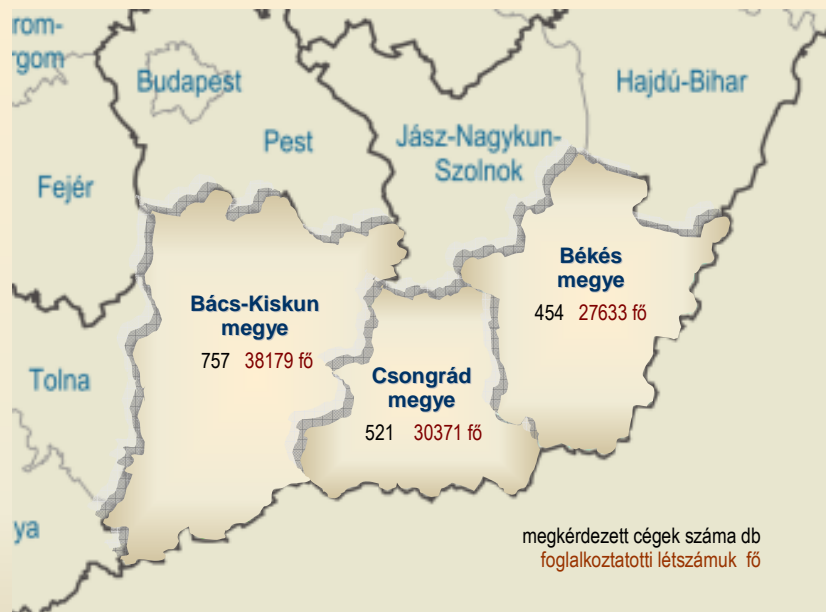 rom-
rgom
Budapest
Hajdú-Bihar
Pest
Jász-Nagykun-
Szolnok
Fejér
Békés
megye
454 27633 fő
Bács-Kiskun
megye
757 38179 fő
Csongrád
megye
521 30371 fő
Tolna
ya
megkérdezett cégek száma db
foglalkoztatotti létszámuk fő